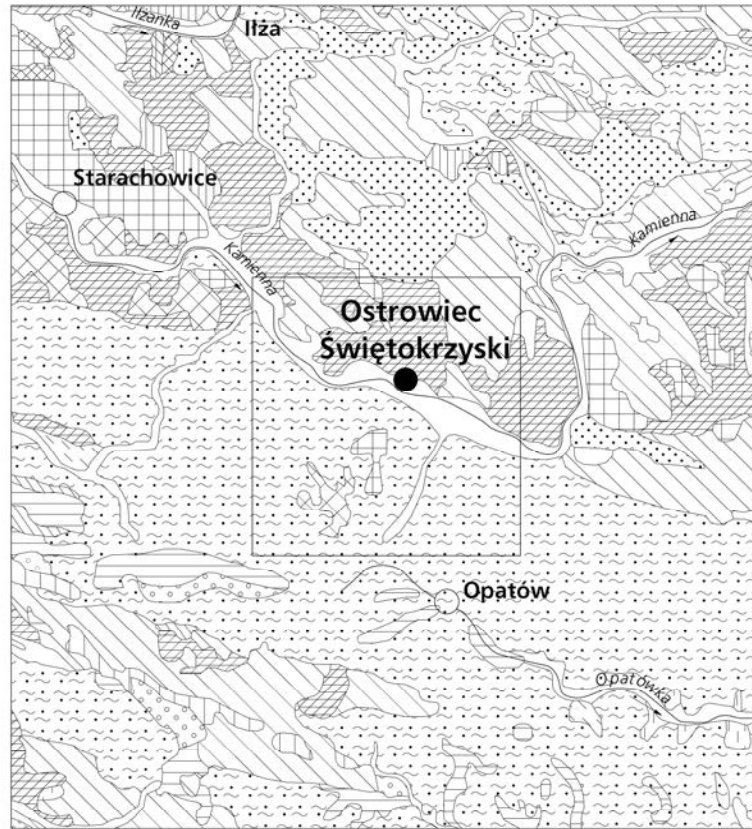 Iłżanka
Iłża
Starachowice
Kamienna
Kamienna
Ostrowiec
Świętokrzyski
Opatów
Opatówka